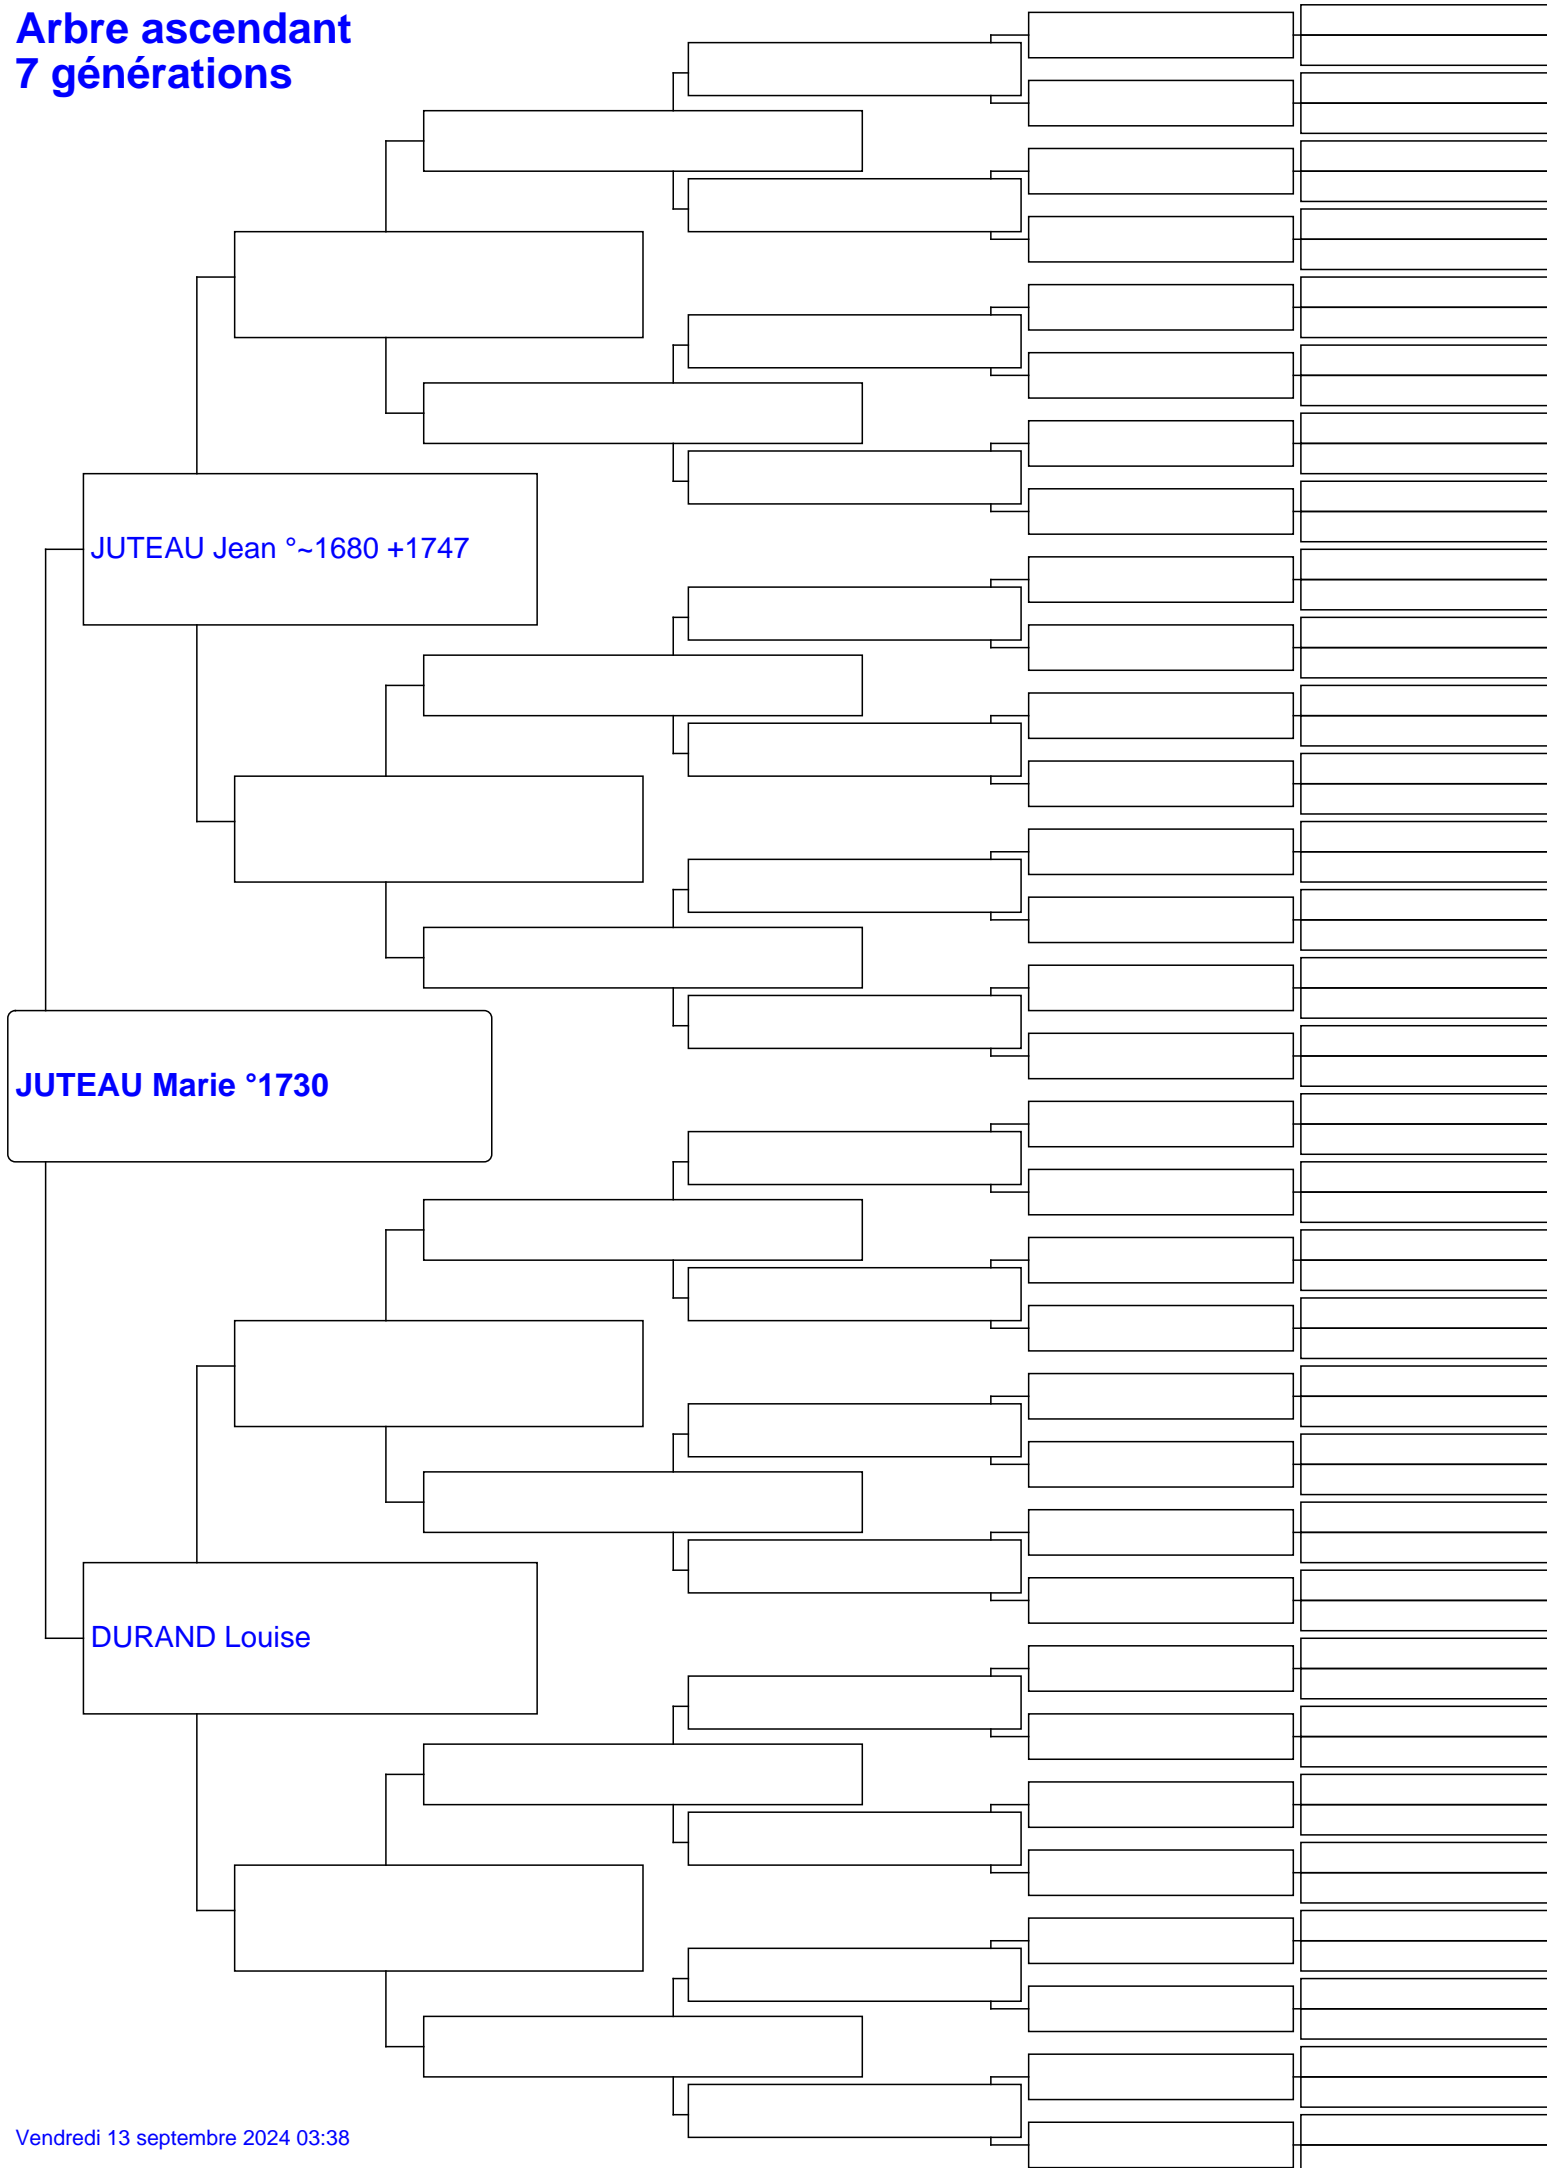 Arbre ascendant
7 générations
JUTEAU Jean °~1680 +1747
JUTEAU Marie °1730
DURAND Louise
Vendredi 13 septembre 2024 03:38